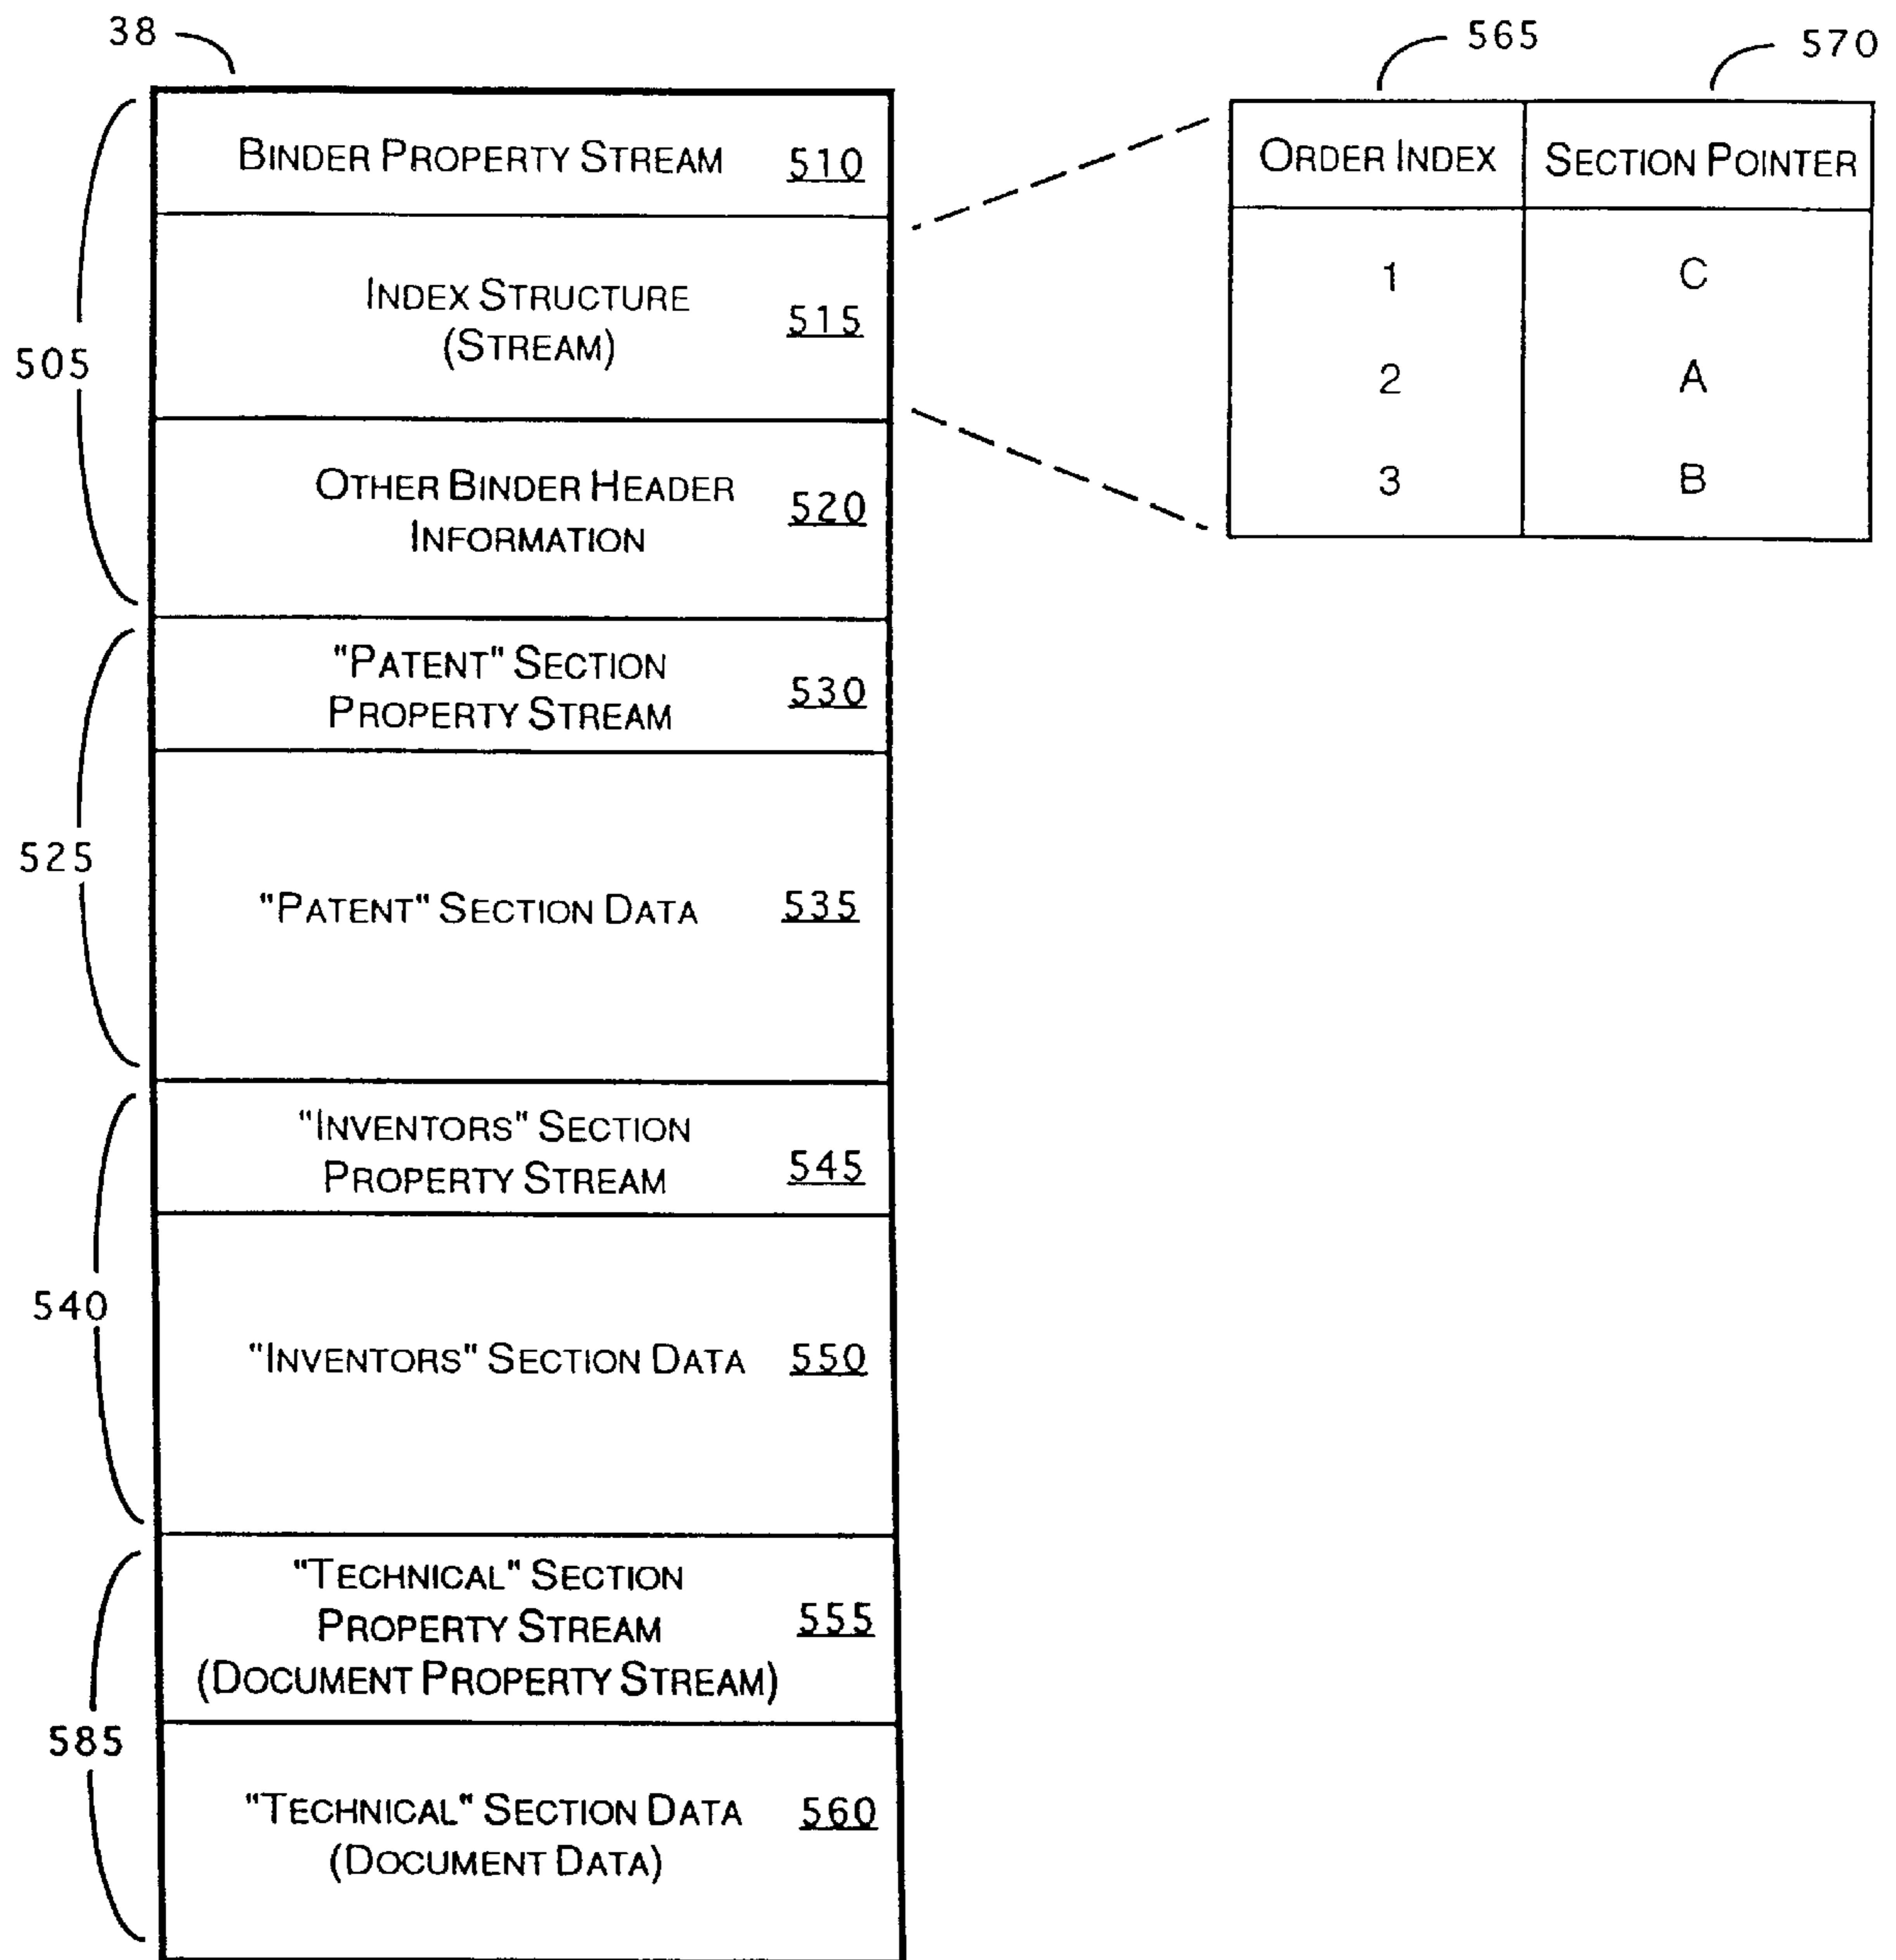 38
505
BINDER PROPERTY STREAM 510
INDEX STRUCTURE
(STREAM) 515
OTHER BINDER HEADER
INFORMATION 520
525
"PATENT" SECTION
PROPERTY STREAM 530
"PATENT" SECTION DATA 535
540
"INVENTORS" SECTION
PROPERTY STREAM 545
"INVENTORS" SECTION DATA 550
585
"TECHNICAL" SECTION
PROPERTY STREAM 555
(DOCUMENT PROPERTY STREAM)
"TECHNICAL" SECTION DATA 560
(DOCUMENT DATA)
565 570
ORDER INDEX SECTION POINTER
1 C
2 A
3 B